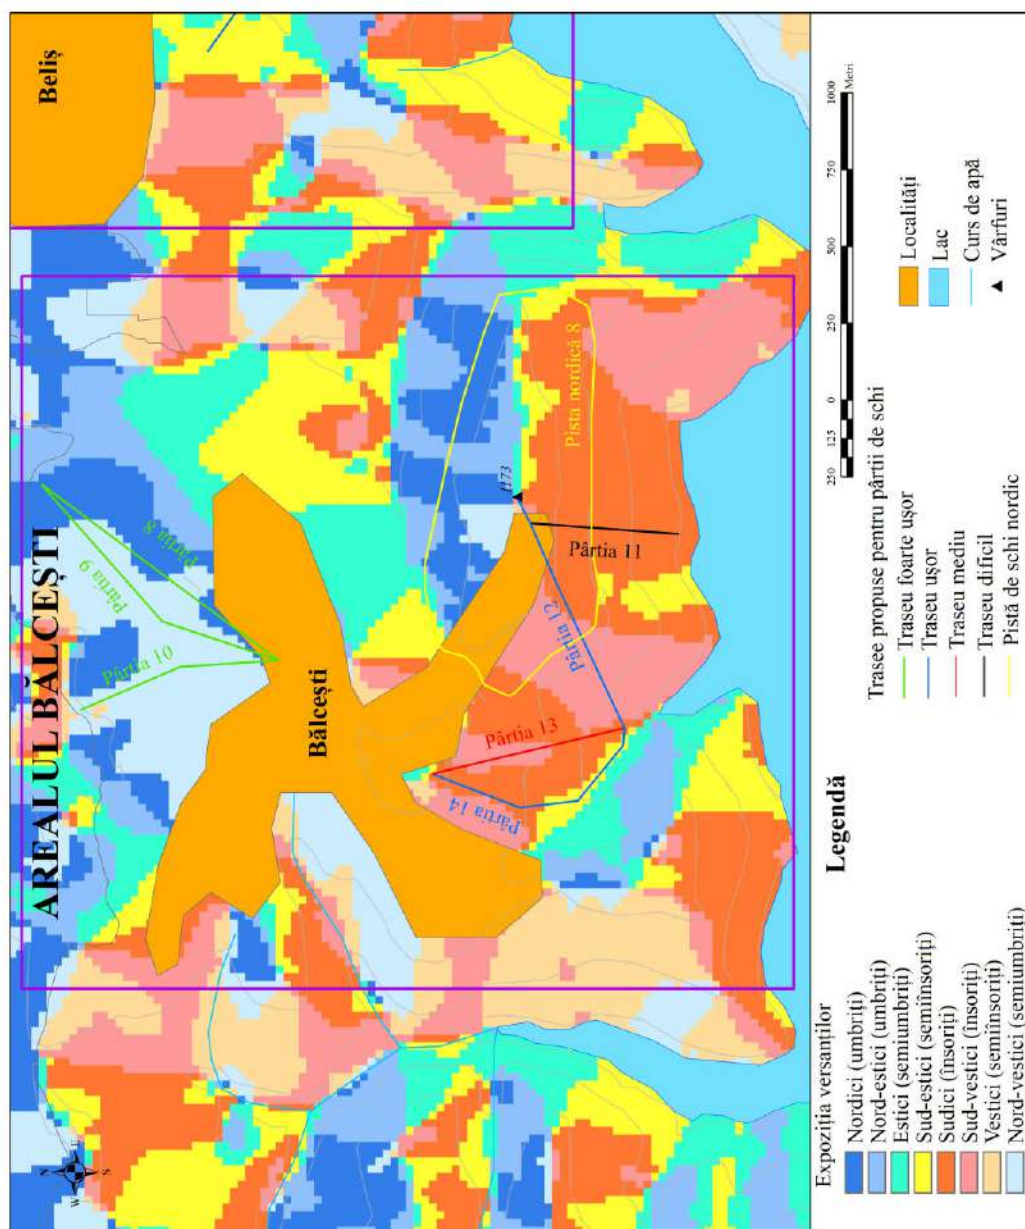 AREALUL BĂLCEȘTI
Beliș
Pârtia 8
Pârtia 9
Pârtia 10
Bălcești
1173
Pista nordică 8
Pârtia 11
Pârtia 12
Pârtia 13
Pârtia 14
N
E
S
W
Legendă
Expoziția versanților
Nordici (umbriți)
Nord-estici (umbriți)
Estici (semiumbriți)
Sud-estici (semiînsoriți)
Sudici (însoriți)
Sud-vestici (însoriți)
Vestici (semiînsoriți)
Nord-vestici (semiumbriți)
Trasee propuse pentru pârtii de schi
Traseu foarte ușor
Traseu ușor
Traseu mediu
Traseu dificil
Pistă de schi nordic
Localități
Lac
Curs de apă
Vârfuri
250 125 0 250 500 750 1000
Metri